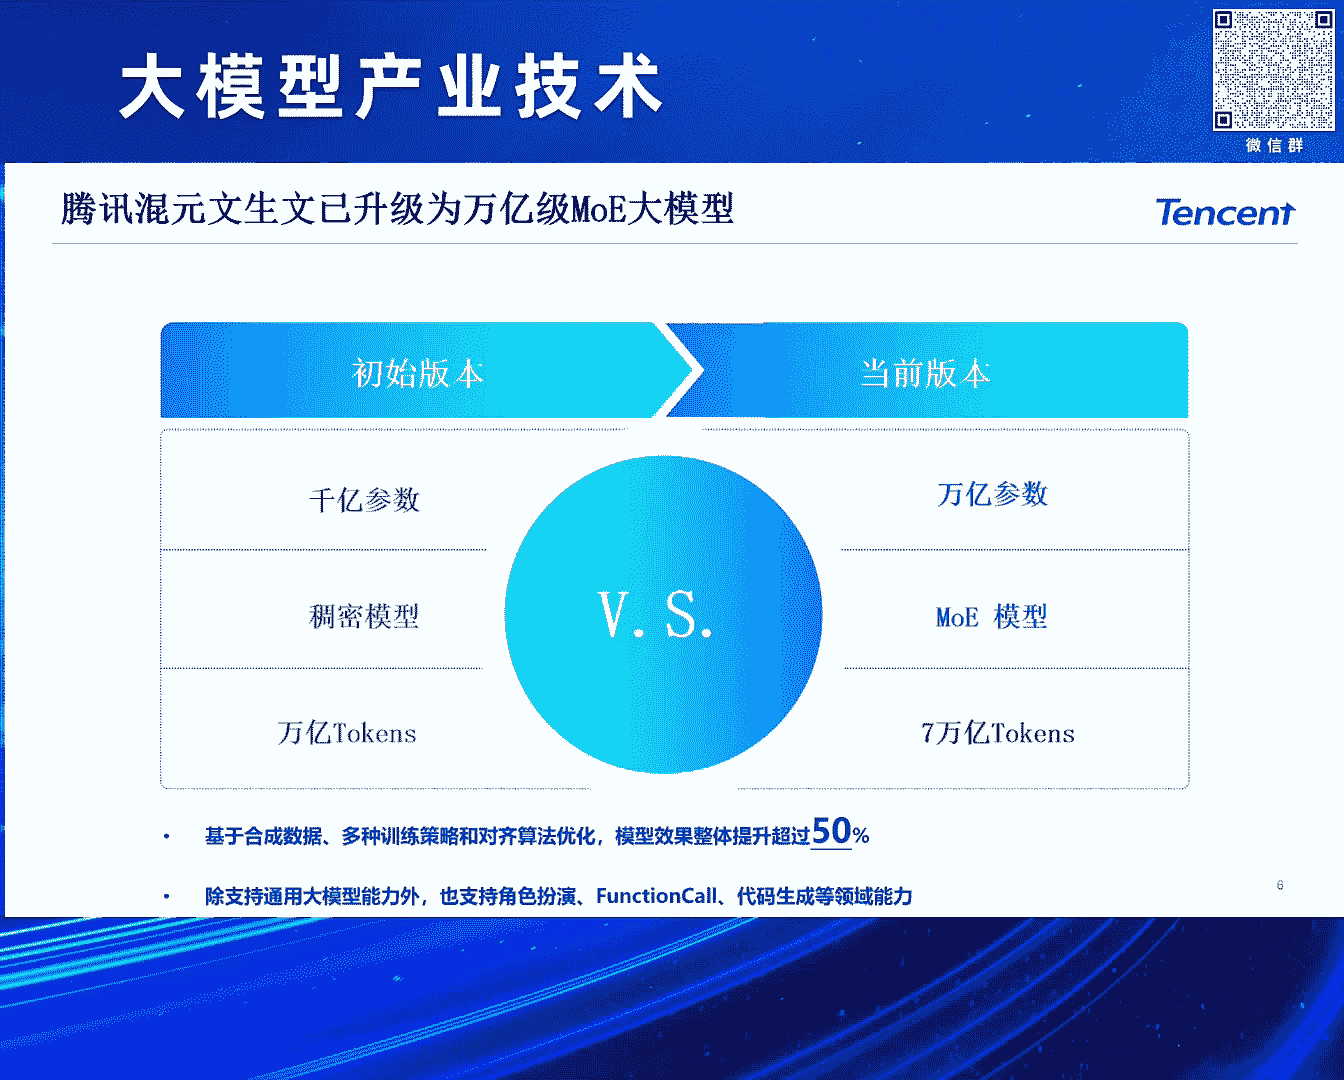 大模型产业技术
微信群
腾讯混元文生文已升级为万亿级MoE大模型
Tencent
初始版本
当前版本
千亿参数
万亿参数
V.S.
稠密模型
MoE 模型
万亿Tokens
7万亿Tokens
• 基于合成数据、多种训练策略和对齐算法优化，模型效果整体提升超过50%
• 除支持通用大模型能力外，也支持角色扮演、FunctionCall、代码生成等领域能力
6